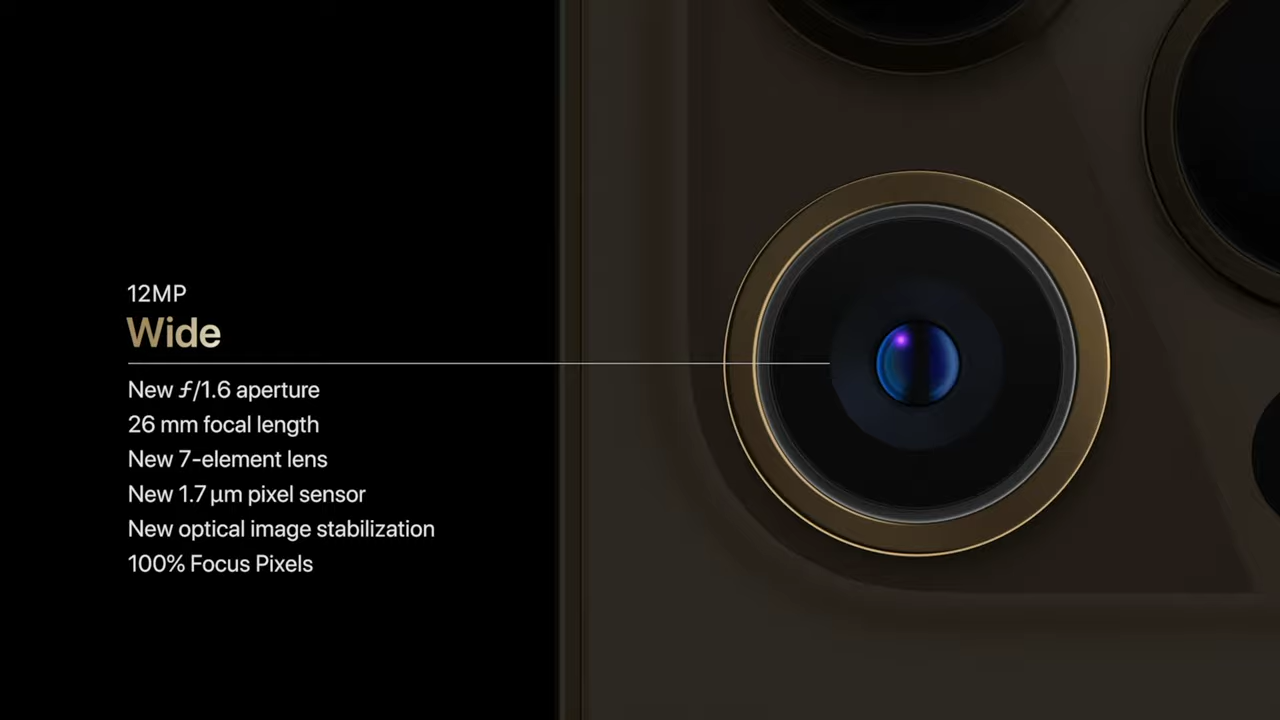 12MP
Wide
New ƒ/1.6 aperture
26 mm focal length
New 7-element lens
New 1.7 µm pixel sensor
New optical image stabilization
100% Focus Pixels